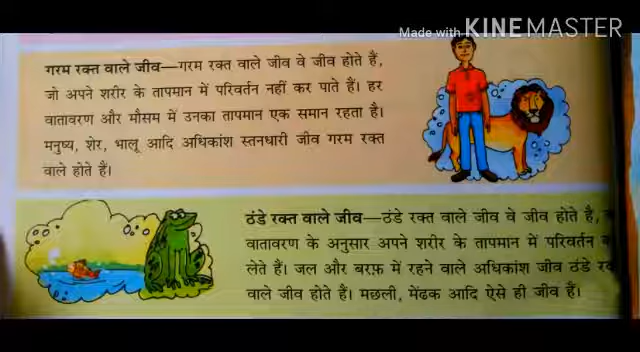 Made with KINEMASTER
गरम रक्त वाले जीव—गरम रक्त वाले जीव वे जीव होते हैं,
जो अपने शरीर के तापमान में परिवर्तन नहीं कर पाते हैं। हर
वातावरण और मौसम में उनका तापमान एक समान रहता है।
मनुष्य, शेर, भालू आदि अधिकांश स्तनधारी जीव गरम रक्त
वाले होते हैं।
ठंडे रक्त वाले जीव—ठंडे रक्त वाले जीव वे जीव होते है,
वातावरण के अनुसार अपने शरीर के तापमान में परिवर्तन
लेते हैं। जल और बरफ़ में रहने वाले अधिकांश जीव ठंडे
वाले जीव होते हैं। मछली, मेंढक आदि ऐसे ही जीव हैं।